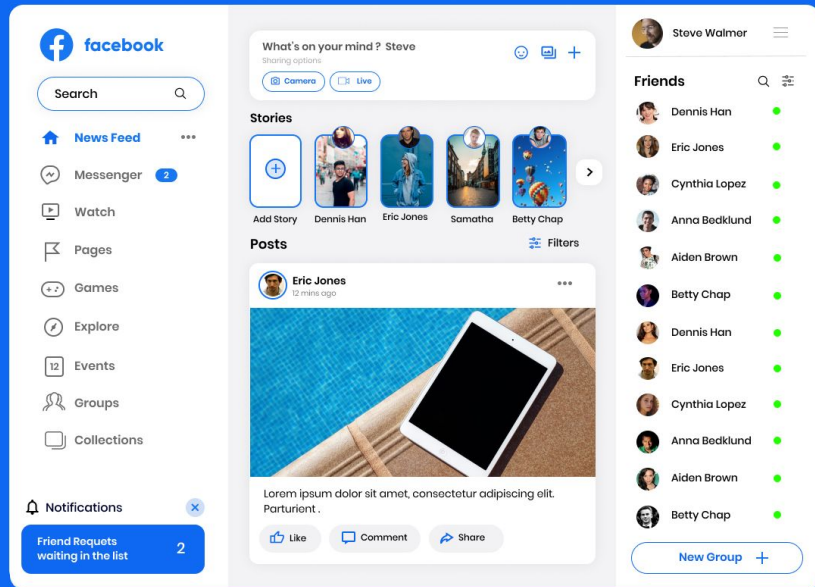 facebook
Search
News Feed
Messenger 2
Watch
Pages
Games
Explore
12 Events
Groups
Collections
Notifications
Friend Requets
waiting in the list
2
What's on your mind ? Steve
Sharing options
Camera
Live
Stories
Add Story
Dennis Han
Eric Jones
Samatha
Betty Chap
Posts
Filters
Eric Jones
12 mins ago
Lorem ipsum dolor sit amet, consectetur adipiscing elit.
Parturient .
Like
Comment
Share
Steve Walmer
Friends
Dennis Han
Eric Jones
Cynthia Lopez
Anna Bedklund
Aiden Brown
Betty Chap
Dennis Han
Eric Jones
Cynthia Lopez
Anna Bedklund
Aiden Brown
Betty Chap
New Group